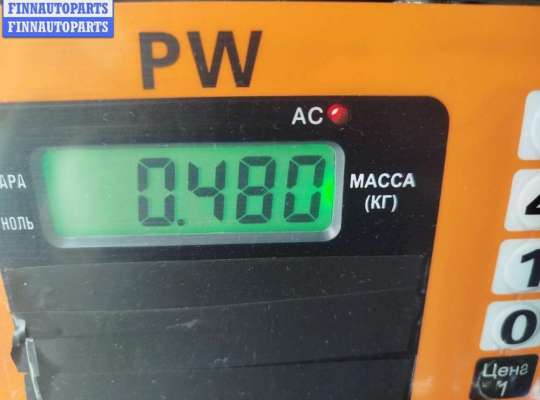 FINNAUTOPARTS
FINNAUTOPARTS
PW
AC
0.480
МАССА
(КГ)
АРА
НОЛЬ
4
1
0
Цена
1